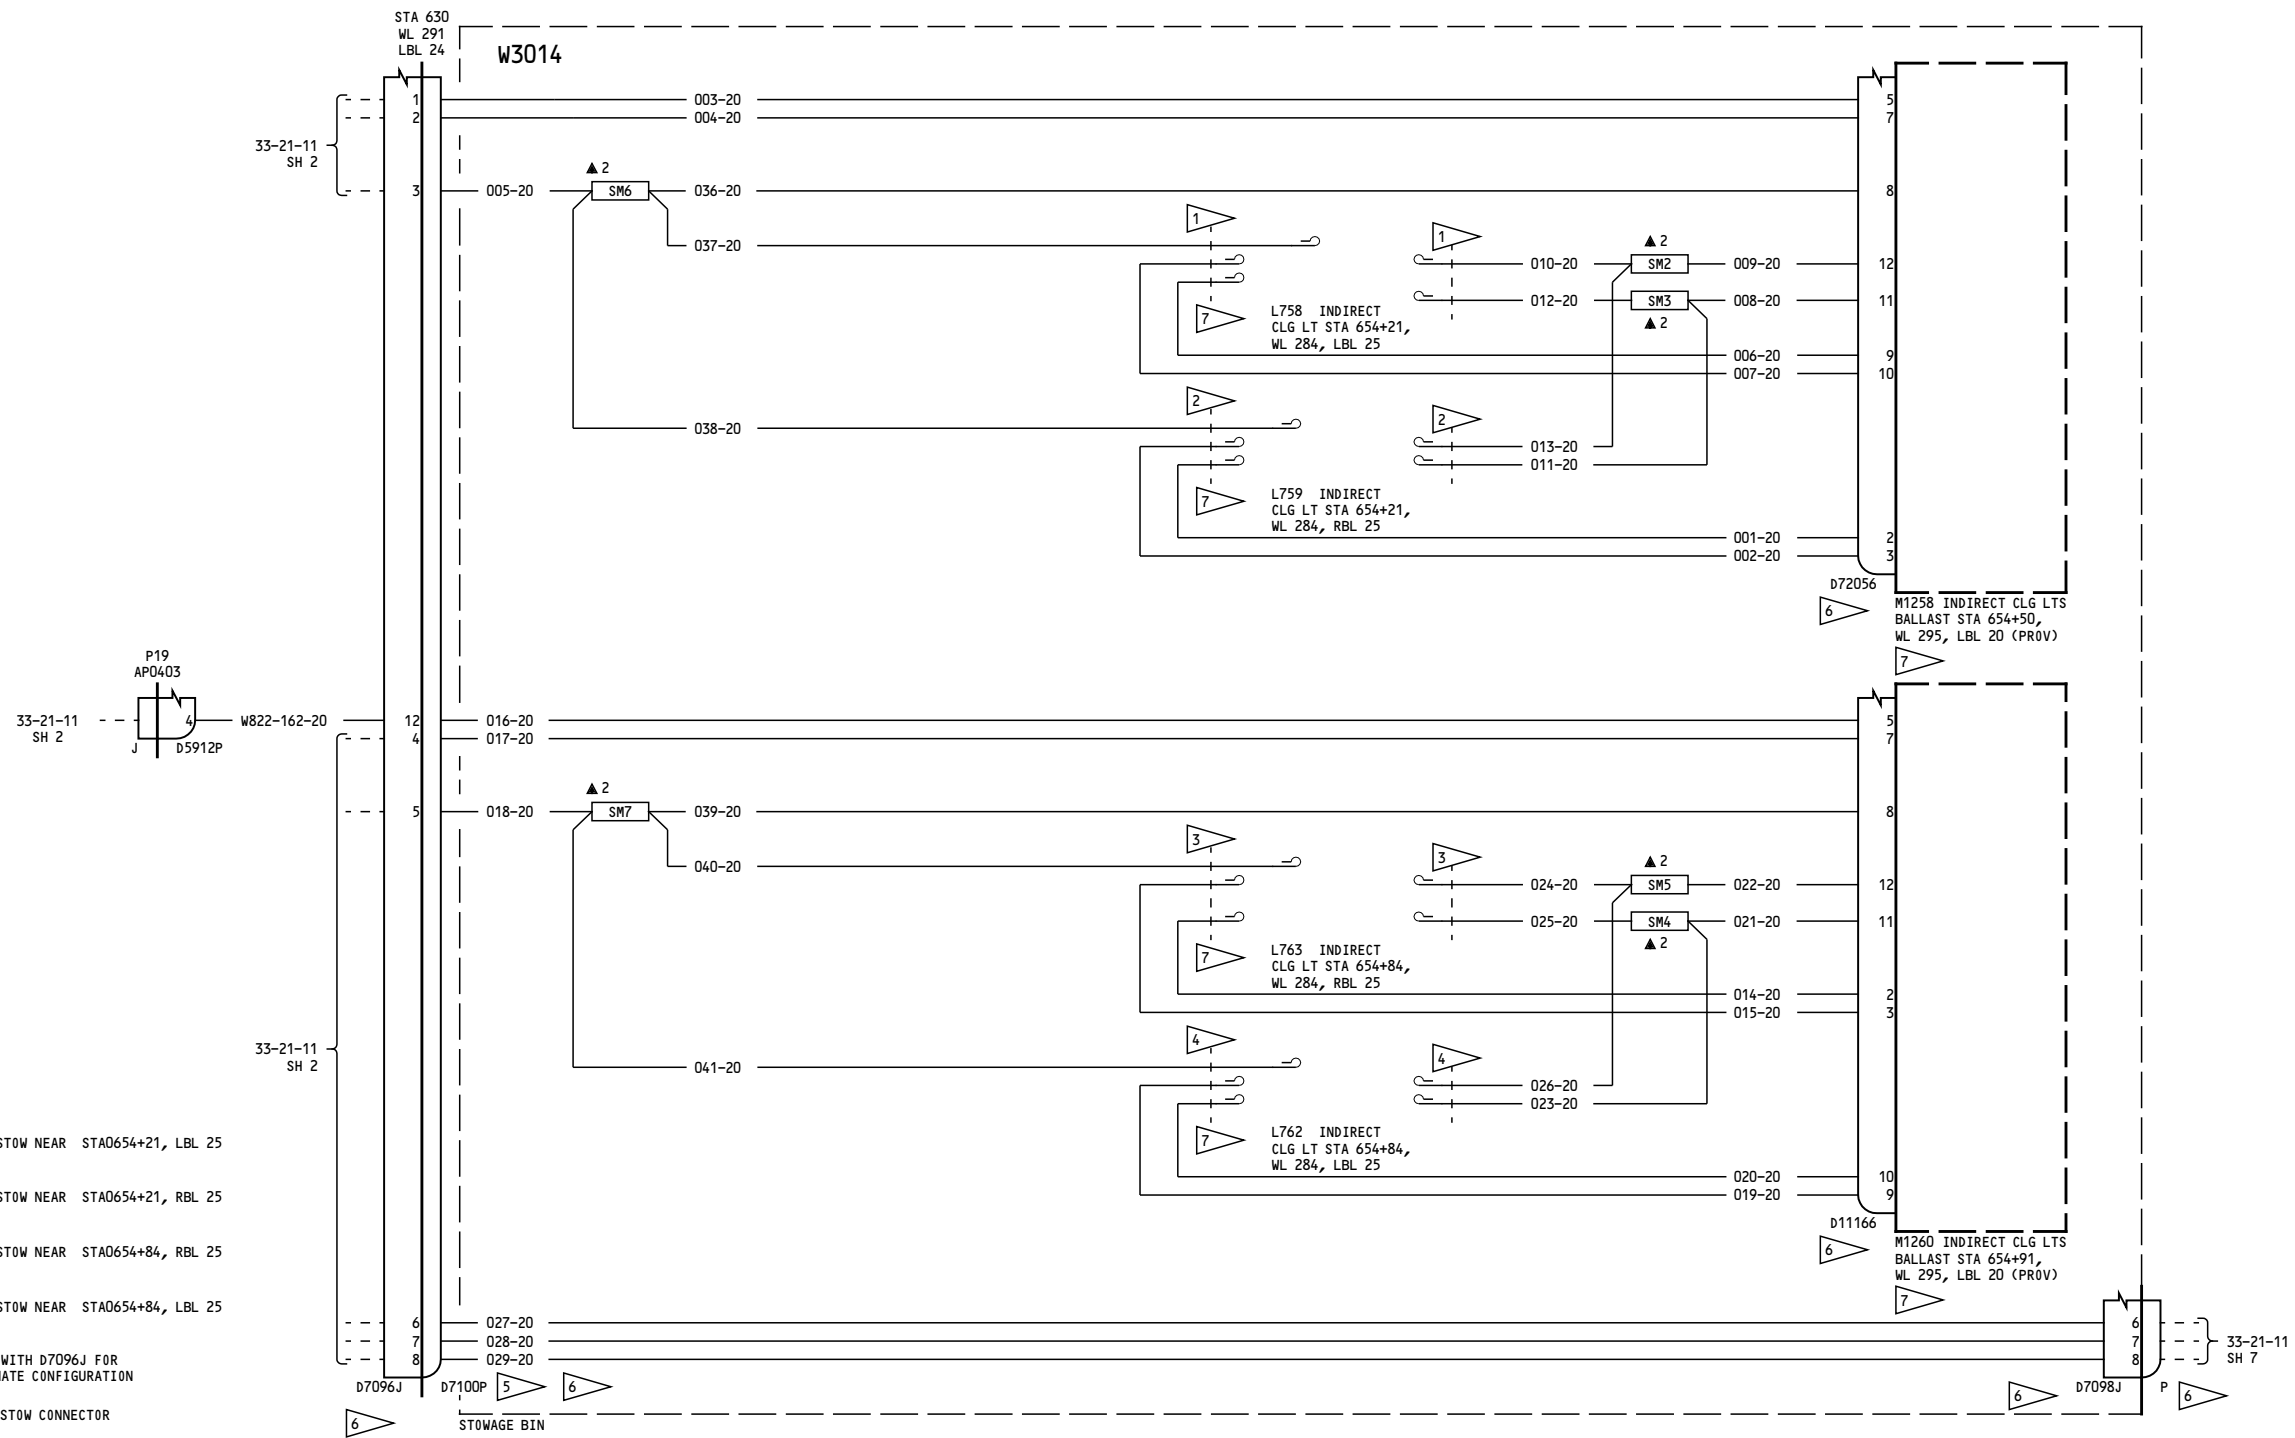 STA 630
WL 291
LBL 24
W3014
1
003-20
5
2
004-20
7
33-21-11
SH 2
▲ 2
3
005-20
SM6
036-20
8
1
037-20
1
▲ 2
010-20
SM2
009-20
12
012-20
SM3
008-20
11
▲ 2
7
L758 INDIRECT
CLG LT STA 654+21,
WL 284, LBL 25
006-20
9
007-20
10
2
2
038-20
013-20
011-20
7
L759 INDIRECT
CLG LT STA 654+21,
WL 284, RBL 25
001-20
2
002-20
3
D72056
6
M1258 INDIRECT CLG LTS
BALLAST STA 654+50,
WL 295, LBL 20 (PROV)
7
P19
AP0403
33-21-11
SH 2
4
W822-162-20
J
D5912P
12
016-20
5
4
017-20
7
▲ 2
5
018-20
SM7
039-20
8
3
040-20
3
▲ 2
024-20
SM5
022-20
12
025-20
SM4
021-20
11
▲ 2
7
L763 INDIRECT
CLG LT STA 654+84,
WL 284, RBL 25
014-20
2
015-20
3
33-21-11
SH 2
4
4
041-20
026-20
023-20
7
L762 INDIRECT
CLG LT STA 654+84,
WL 284, LBL 25
020-20
10
019-20
9
D11166
6
M1260 INDIRECT CLG LTS
BALLAST STA 654+91,
WL 295, LBL 20 (PROV)
7
STOW NEAR STA0654+21, LBL 25
STOW NEAR STA0654+21, RBL 25
STOW NEAR STA0654+84, RBL 25
STOW NEAR STA0654+84, LBL 25
WITH D7096J FOR
CONFIGURATION
STOW CONNECTOR
6
027-20
6
7
028-20
7
8
029-20
8
33-21-11
SH 7
D7096J
D7100P
5
6
6
D7098J
P
6
6
STOWAGE BIN